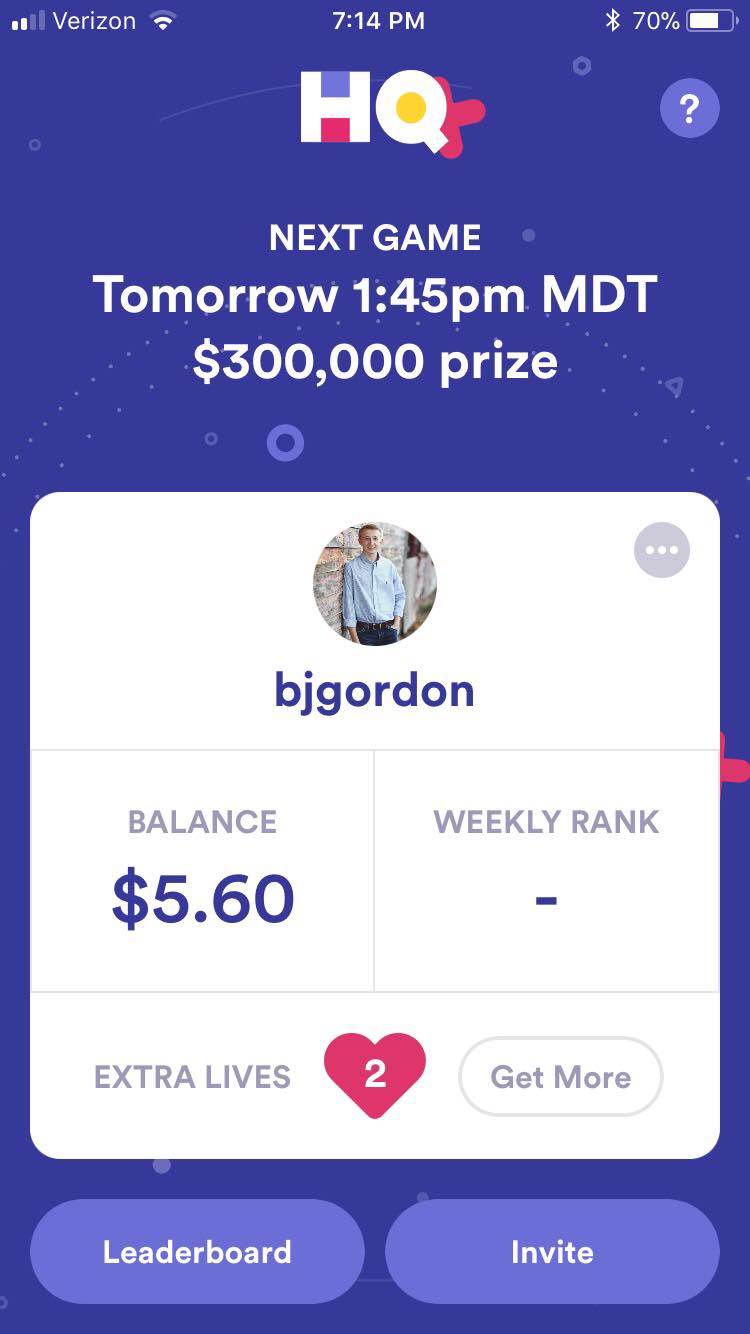 Verizon 7:14 PM 70%
HQ
?
NEXT GAME
Tomorrow 1:45pm MDT
$300,000 prize
bjgordon
BALANCE WEEKLY RANK
$5.60 -
EXTRA LIVES 2 Get More
Leaderboard Invite